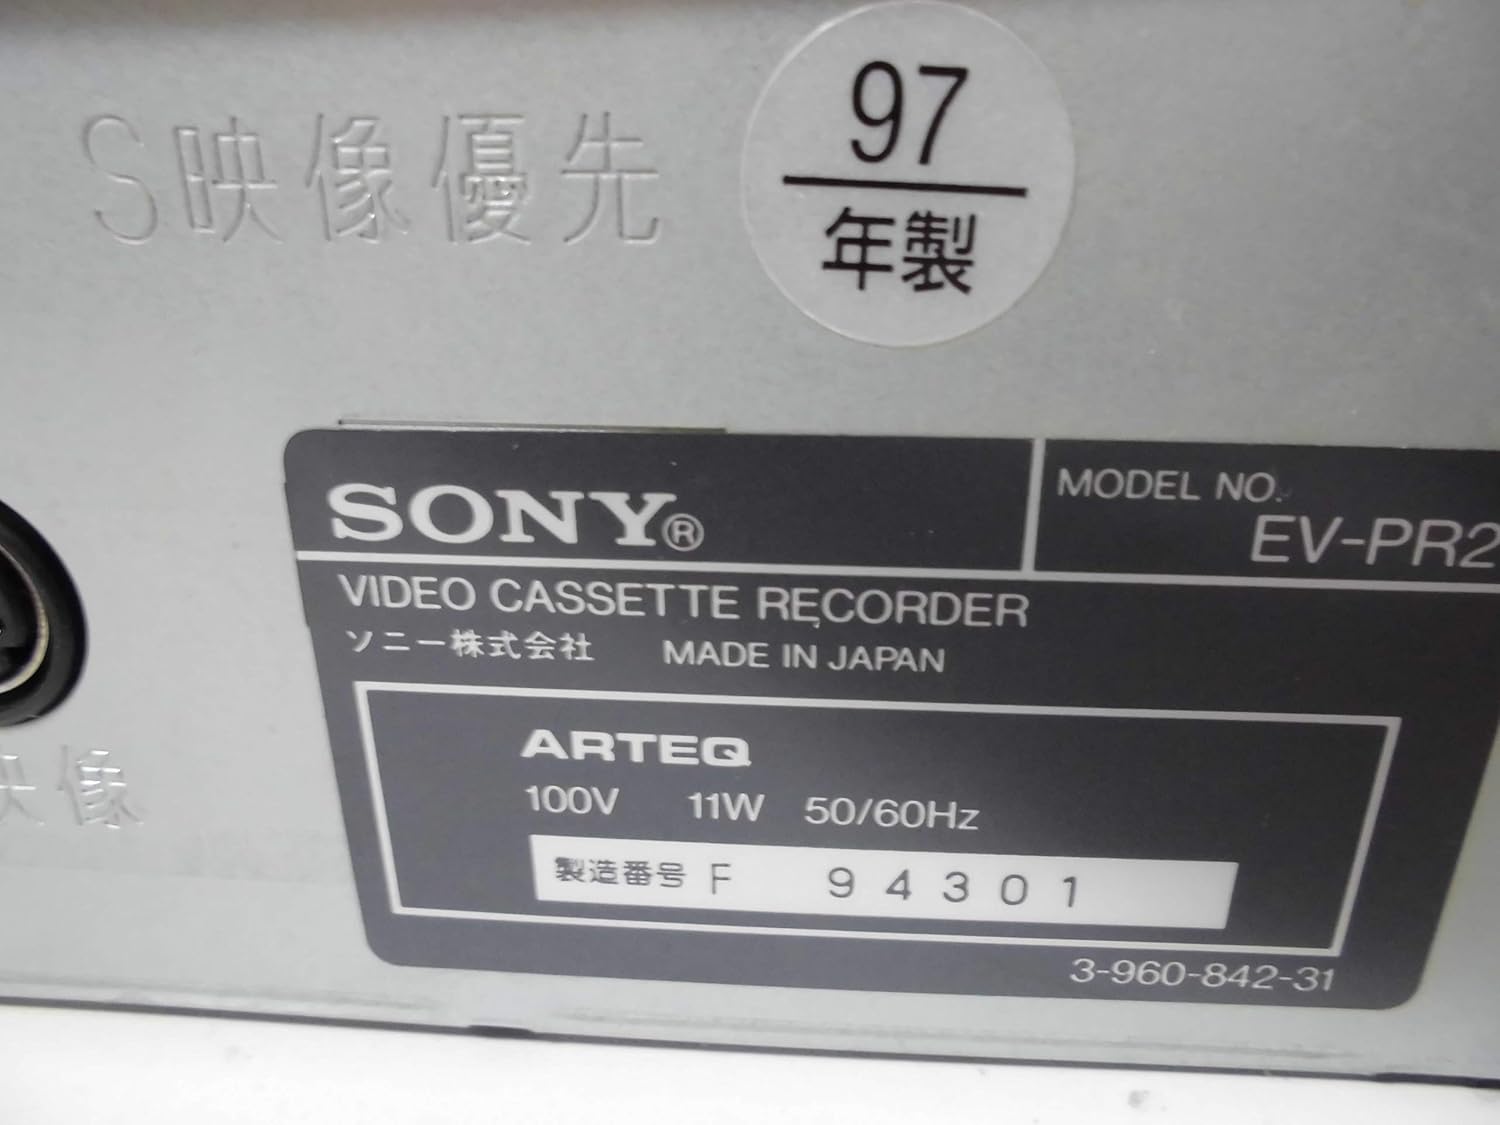 S映像優先
97
年製
SONY®
MODEL NO.
EV-PR2
VIDEO CASSETTE RECORDER
ソニー株式会社 MADE IN JAPAN
ARTEQ
100V 11W 50/60Hz
製造番号 F 94301
3-960-842-31
映像